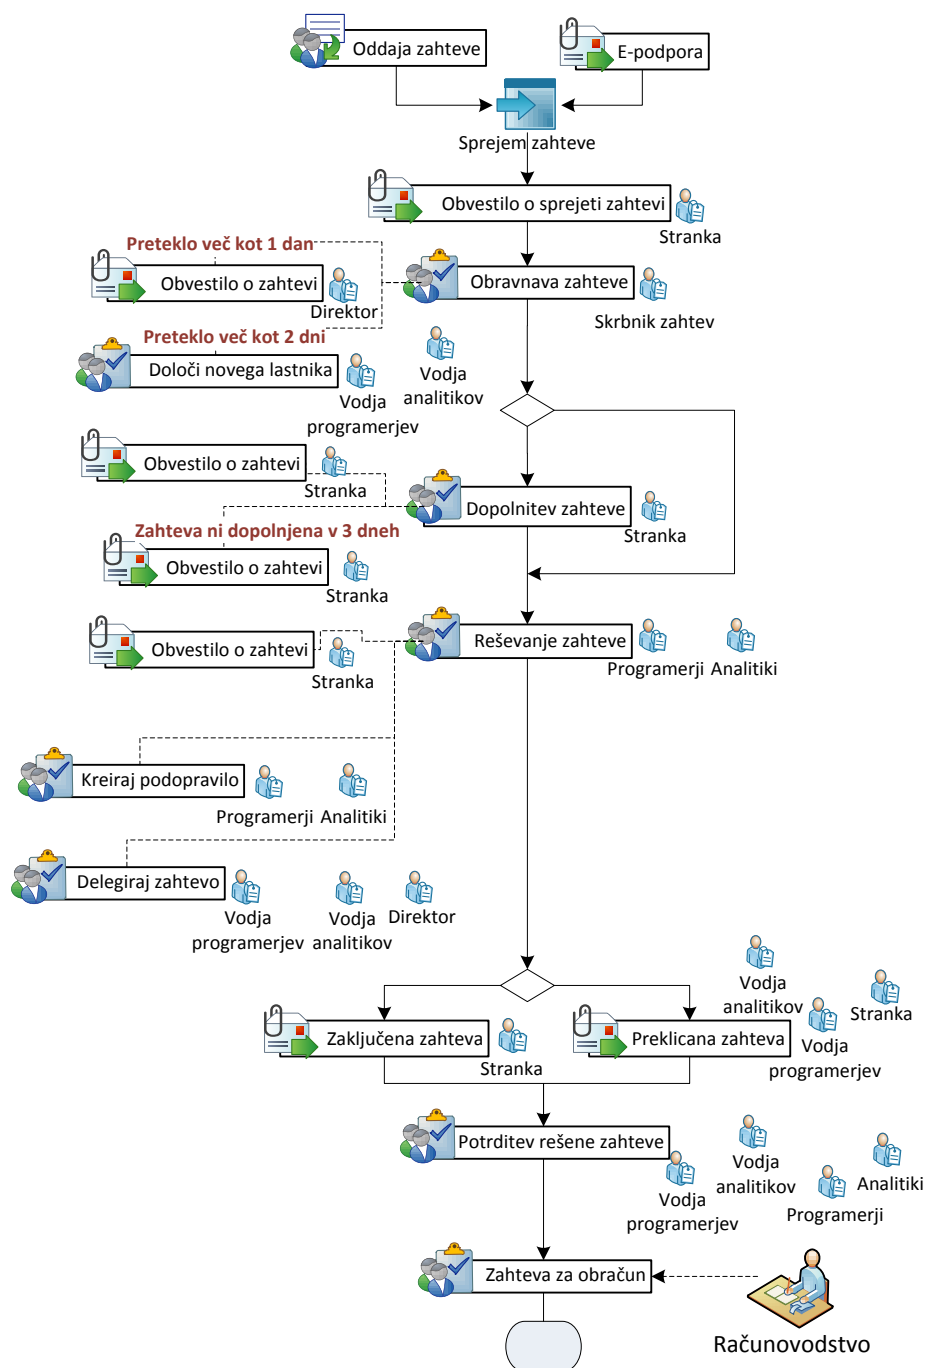 Oddaja zahteve
E-podpora
Sprejem zahteve
Obvestilo o sprejeti zahtevi
Stranka
Preteklo več kot 1 dan
Obvestilo o zahtevi
Direktor
Obravnava zahteve
Skrbnik zahtev
Preteklo več kot 2 dni
Določi novega lastnika
Vodja
programerjev
Vodja
analitikov
Obvestilo o zahtevi
Stranka
Dopolnitev zahteve
Stranka
Zahteva ni dopolnjena v 3 dneh
Obvestilo o zahtevi
Stranka
Obvestilo o zahtevi
Stranka
Reševanje zahteve
Programerji
Analitiki
Kreiraj podopravilo
Programerji
Analitiki
Delegiraj zahtevo
Vodja
programerjev
Vodja
analitikov
Direktor
Zaključena zahteva
Stranka
Preklicana zahteva
Vodja
analitikov
Stranka
Vodja
programerjev
Potrditev rešene zahteve
Vodja
programerjev
Vodja
analitikov
Programerji
Analitiki
Zahteva za obračun
Računovodstvo